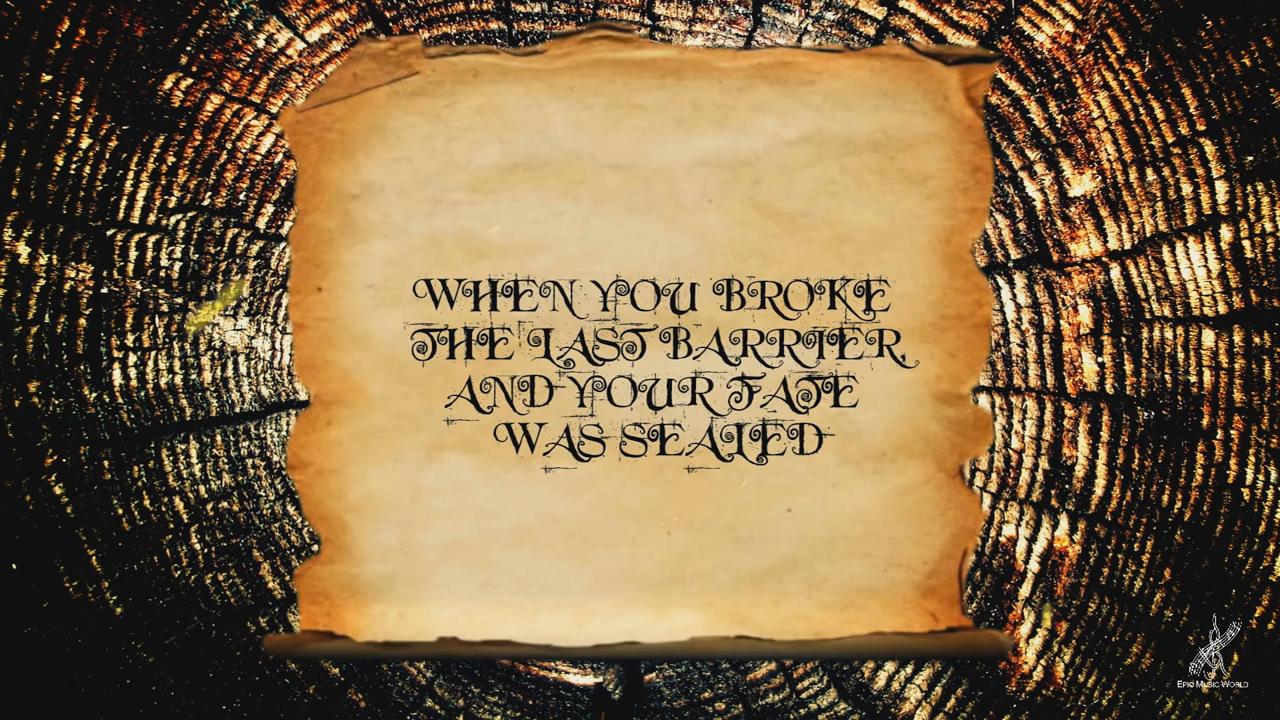 WHEN YOU BROKE
THE LAST BARRIER,
AND YOUR FATE
WAS SEALED
EPIC MUSIC WORLD